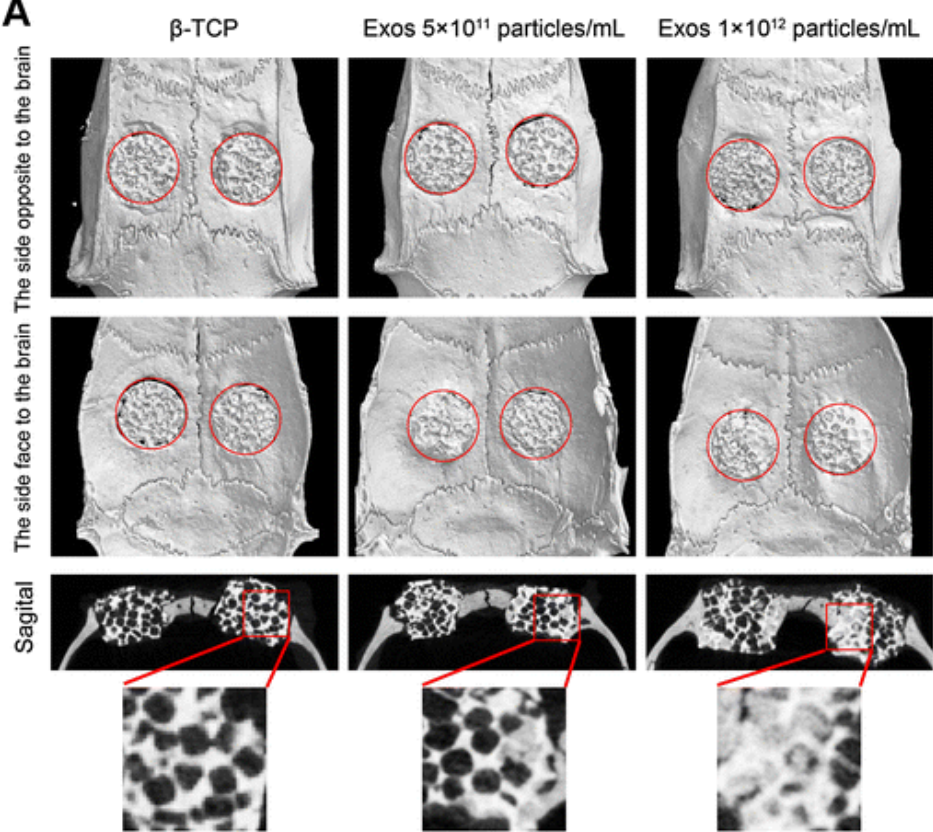 A
β-TCP
Exos 5×10¹¹ particles/mL
Exos 1×10¹² particles/mL
The side opposite to the brain
The side face to the brain
Sagital